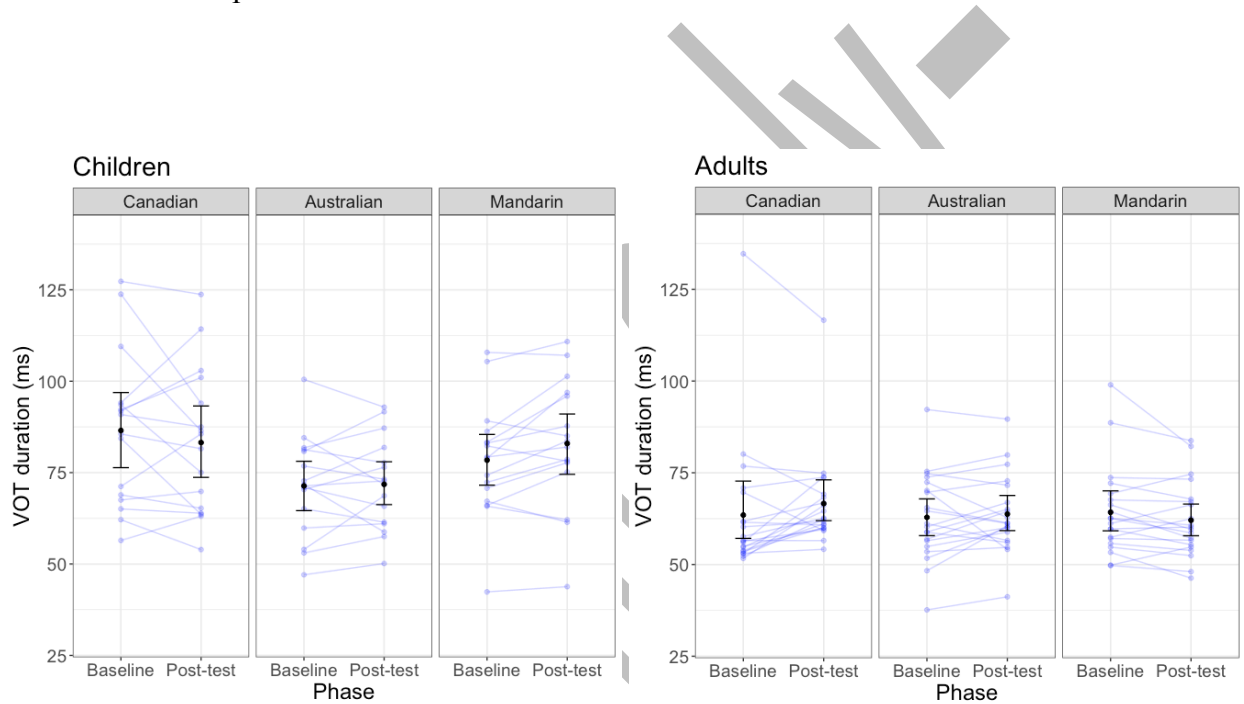 Children
Canadian Australian Mandarin
125
100
75
50
25
VOT duration (ms)
Baseline Post-test Baseline Post-test Baseline Post-test
Phase
Adults
Canadian Australian Mandarin
125
100
75
50
25
VOT duration (ms)
Baseline Post-test Baseline Post-test Baseline Post-test
Phase